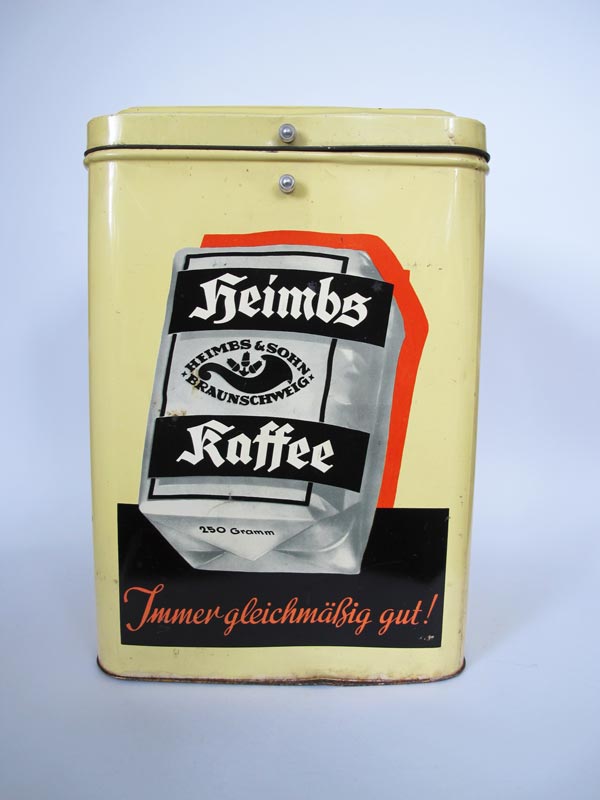 Heimbs
HEIMBS & SOHN
BRAUNSCHWEIG
Kaffee
250 Gramm
Immer gleichmäßig gut!